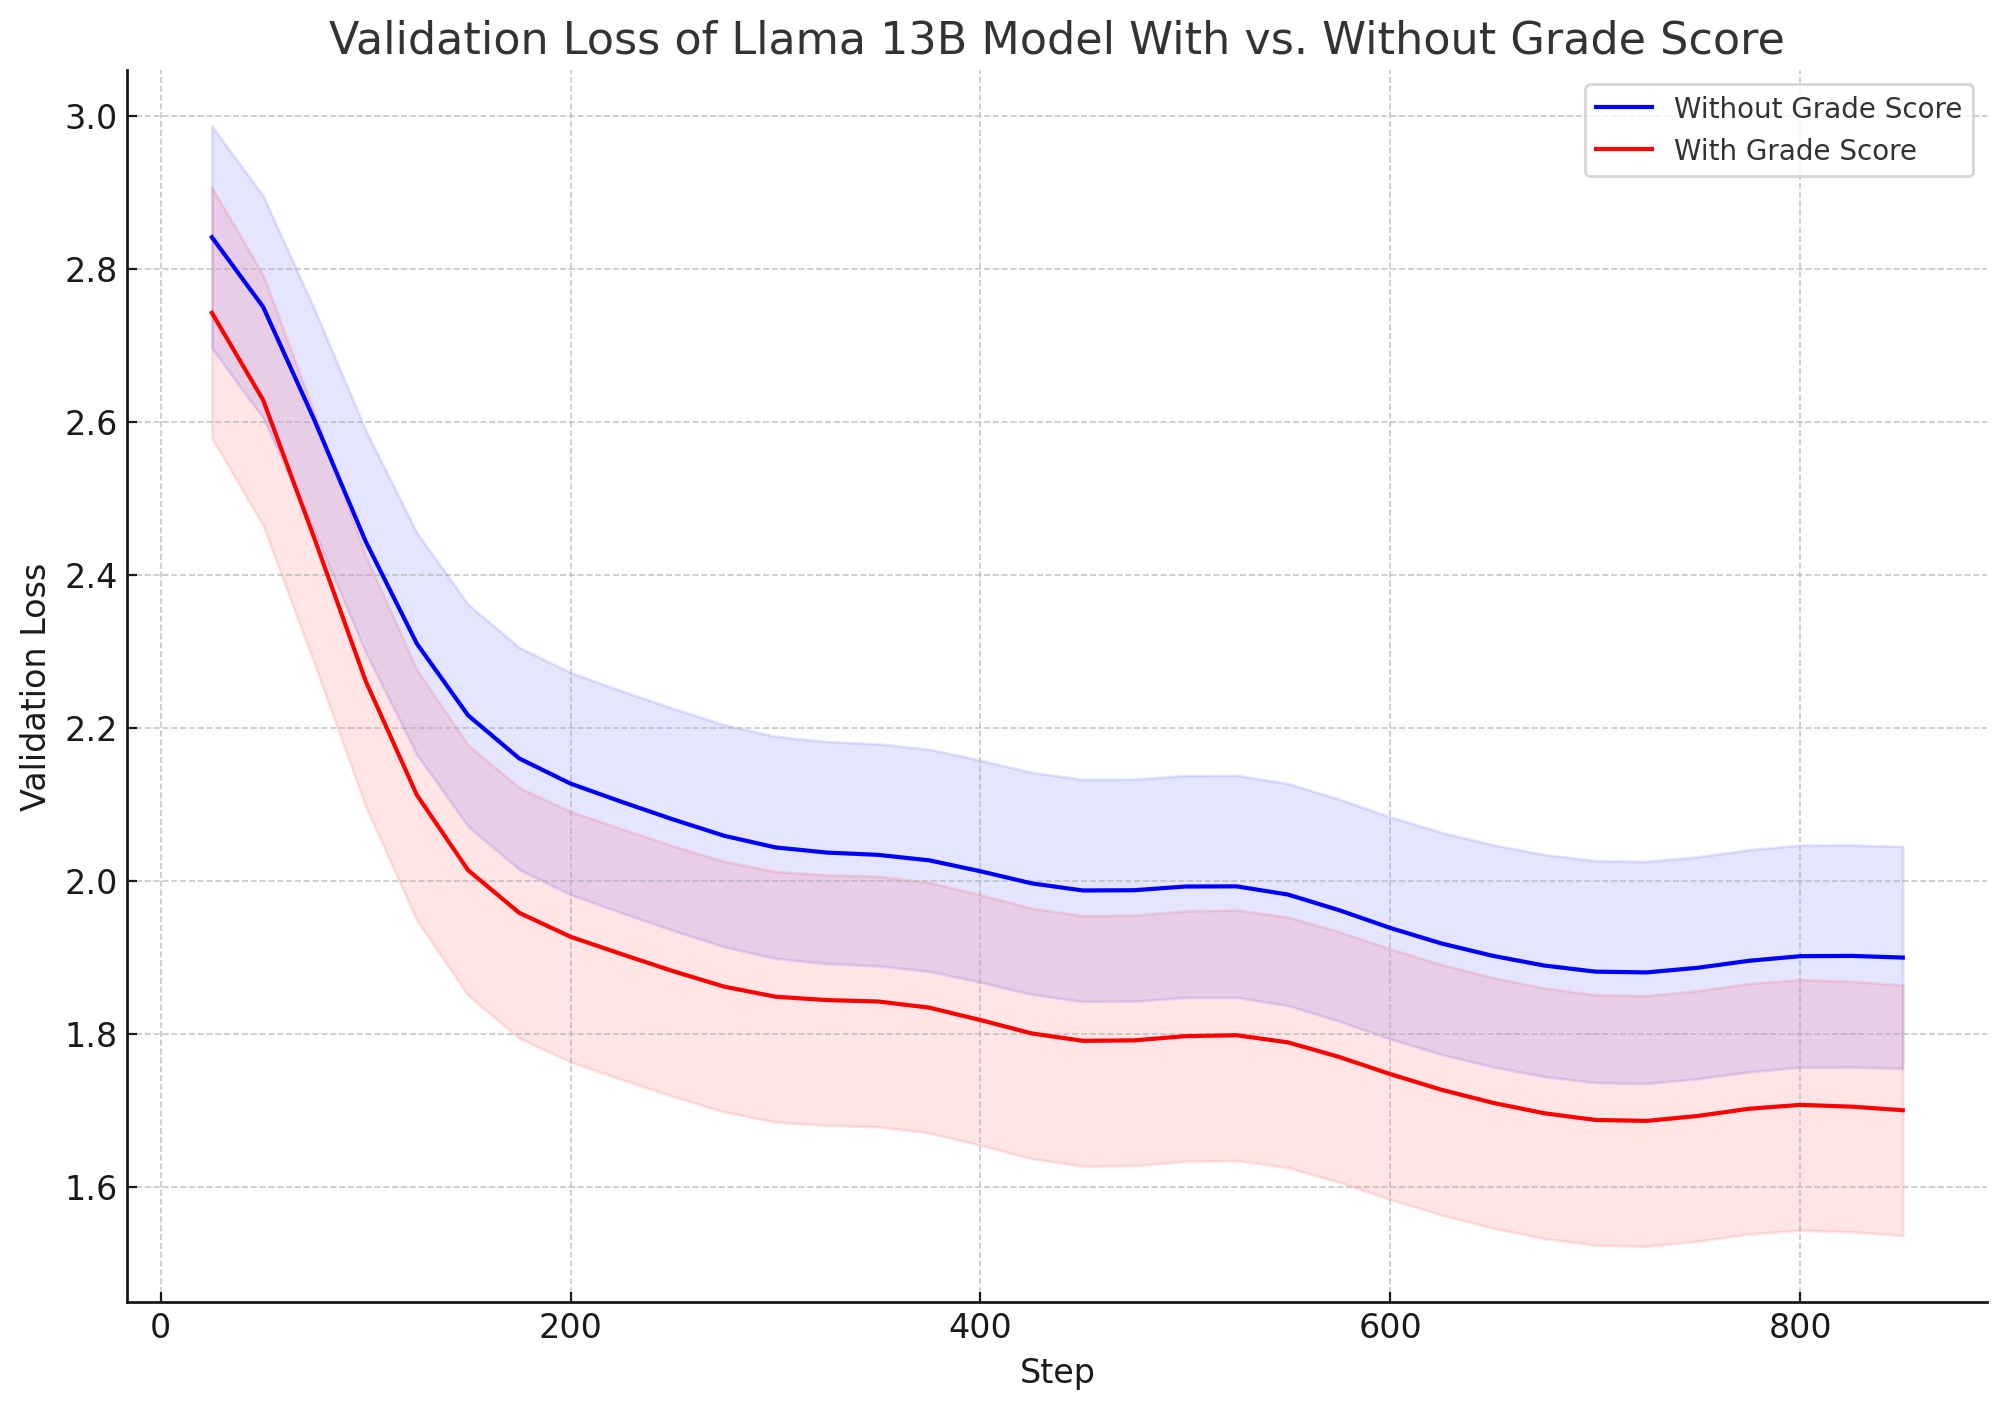 Validation Loss of Llama 13B Model With vs. Without Grade Score
Without Grade Score
With Grade Score
3.0
2.8
2.6
2.4
2.2
2.0
1.8
1.6
Validation Loss
0 200 400 600 800
Step